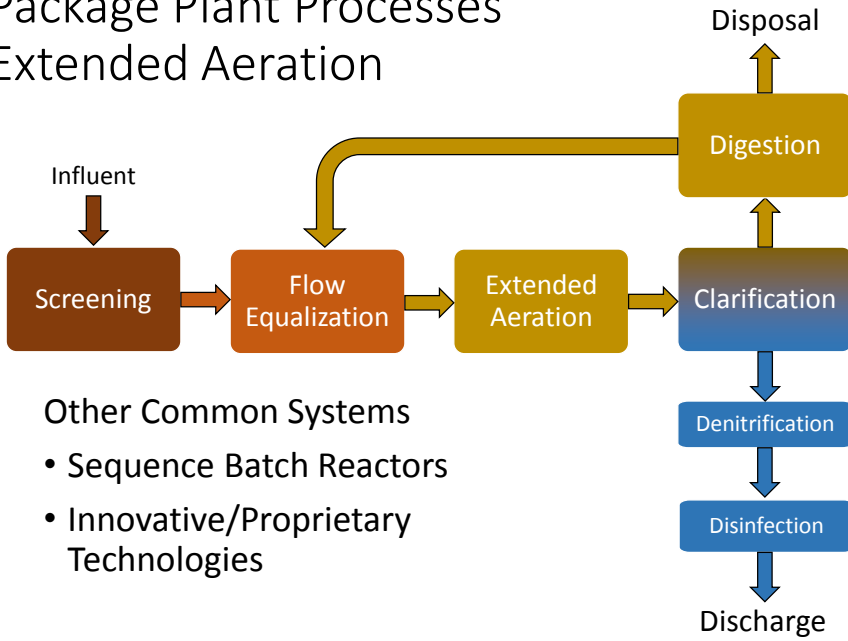 Package Plant Processes
Extended Aeration
Disposal
Digestion
Influent
Screening
Flow
Equalization
Extended
Aeration
Clarification
Denitrification
Disinfection
Discharge
Other Common Systems
• Sequence Batch Reactors
• Innovative/Proprietary
Technologies